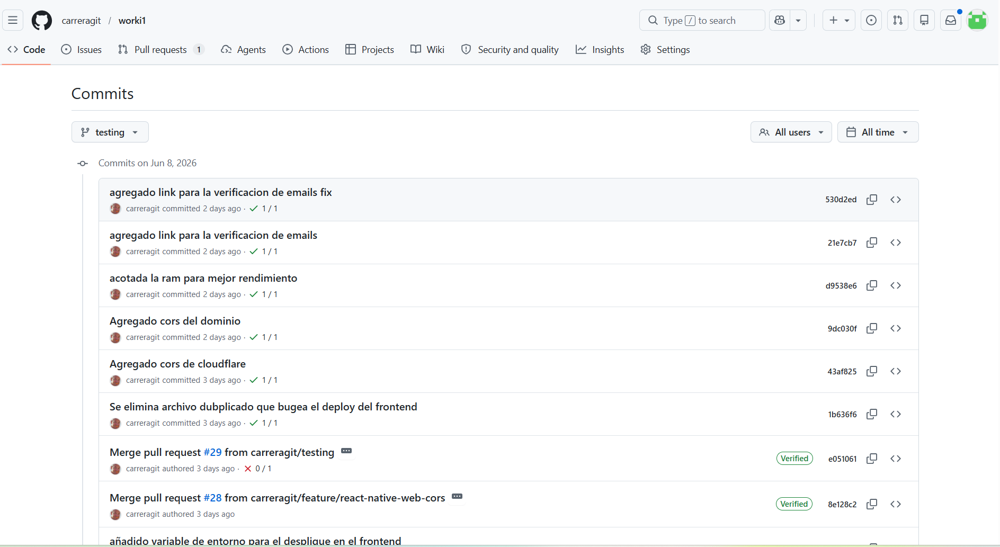 carreragit / worki1
Type / to search
Code
Issues
Pull requests 1
Agents
Actions
Projects
Wiki
Security and quality
Insights
Settings
Commits
testing
All users
All time
Commits on Jun 8, 2026
agregado link para la verificacion de emails fix
carreragit committed 2 days ago · 1 / 1
530d2ed
agregado link para la verificacion de emails
carreragit committed 2 days ago · 1 / 1
21e7cb7
acotada la ram para mejor rendimiento
carreragit committed 2 days ago · 1 / 1
d9538e6
Agregado cors del dominio
carreragit committed 2 days ago · 1 / 1
9dc030f
Agregado cors de cloudflare
carreragit committed 3 days ago · 1 / 1
43af825
Se elimina archivo dubplicado que bugea el deploy del frontend
carreragit committed 3 days ago · 1 / 1
1b636f6
Merge pull request #29 from carreragit/testing
carreragit authored 3 days ago · 0 / 1
Verified
e051061
Merge pull request #28 from carreragit/feature/react-native-web-cors
carreragit authored 3 days ago
Verified
8e128c2
añadido variable de entorno para el despligue en el frontend